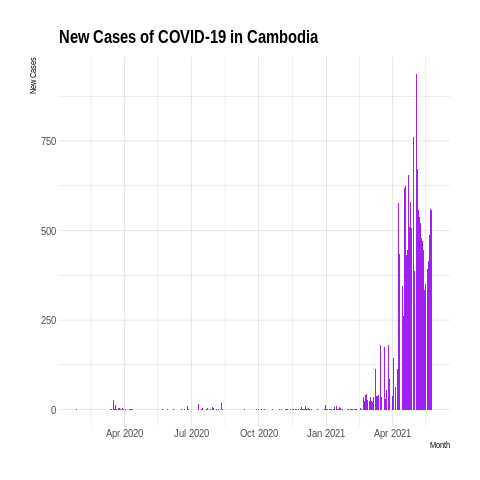 New Cases of COVID-19 in Cambodia
New Cases
750
500
250
0
Apr 2020 Jul 2020 Oct 2020 Jan 2021 Apr 2021
Month